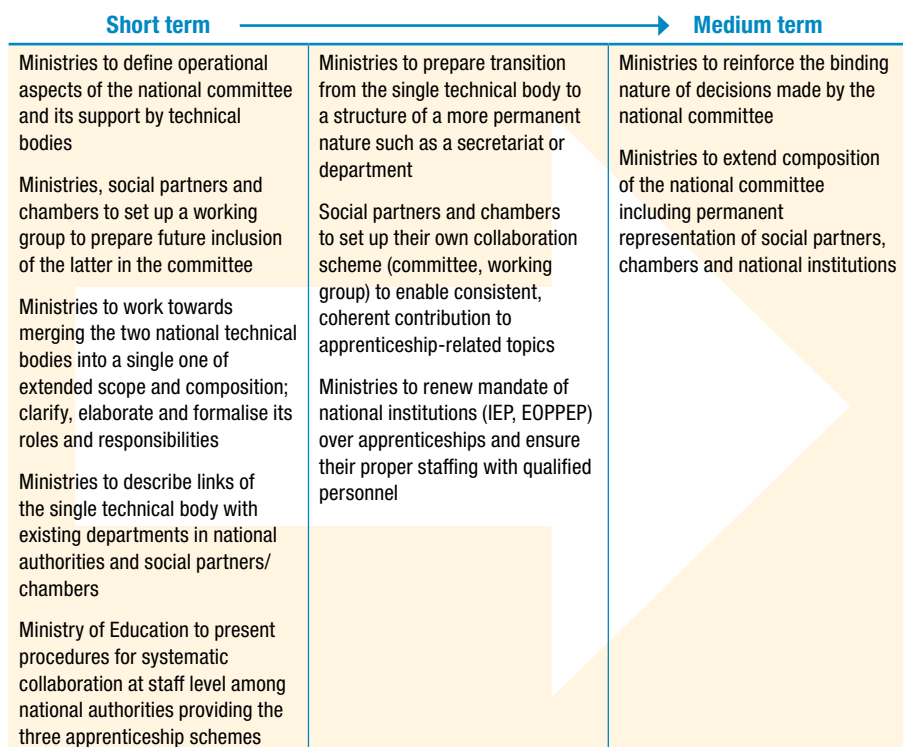 Short term
Medium term
Ministries to define operational
aspects of the national committee
and its support by technical
bodies
Ministries, social partners and
chambers to set up a working
group to prepare future inclusion
of the latter in the committee
Ministries to work towards
merging the two national technical
bodies into a single one of
extended scope and composition;
clarify, elaborate and formalise its
roles and responsibilities
Ministries to describe links of
the single technical body with
existing departments in national
authorities and social partners/
chambers
Ministry of Education to present
procedures for systematic
collaboration at staff level among
national authorities providing the
three apprenticeship schemes
Ministries to prepare transition
from the single technical body to
a structure of a more permanent
nature such as a secretariat or
department
Social partners and chambers
to set up their own collaboration
scheme (committee, working
group) to enable consistent,
coherent contribution to
apprenticeship-related topics
Ministries to renew mandate of
national institutions (IEP, EOPPEP)
over apprenticeships and ensure
their proper staffing with qualified
personnel
Ministries to reinforce the binding
nature of decisions made by the
national committee
Ministries to extend composition
of the national committee
including permanent
representation of social partners,
chambers and national institutions